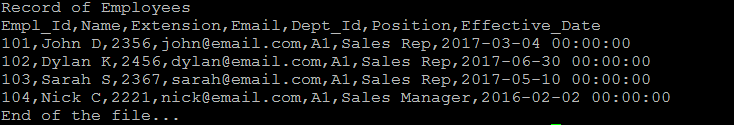 Record of Employees
Empl_Id,Name,Extension,Email,Dept_Id,Position,Effective_Date
101,John D,2356,john@email.com,A1,Sales Rep,2017-03-04 00:00:00
102,Dylan K,2456,dylan@email.com,A1,Sales Rep,2017-06-30 00:00:00
103,Sarah S,2367,sarah@email.com,A1,Sales Rep,2017-05-10 00:00:00
104,Nick C,2221,nick@email.com,A1,Sales Manager,2016-02-02 00:00:00
End of the file...